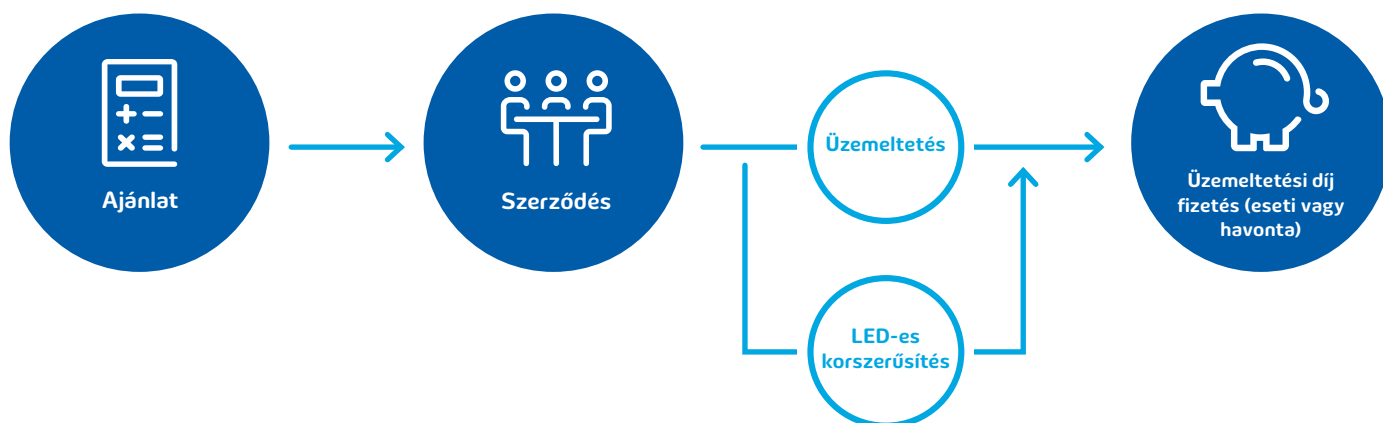 Ajánlat
Szerződés
Üzemeltetés
LED-es
korszerűsítés
Üzemeltetési díj
fizetés (eseti vagy
havonta)